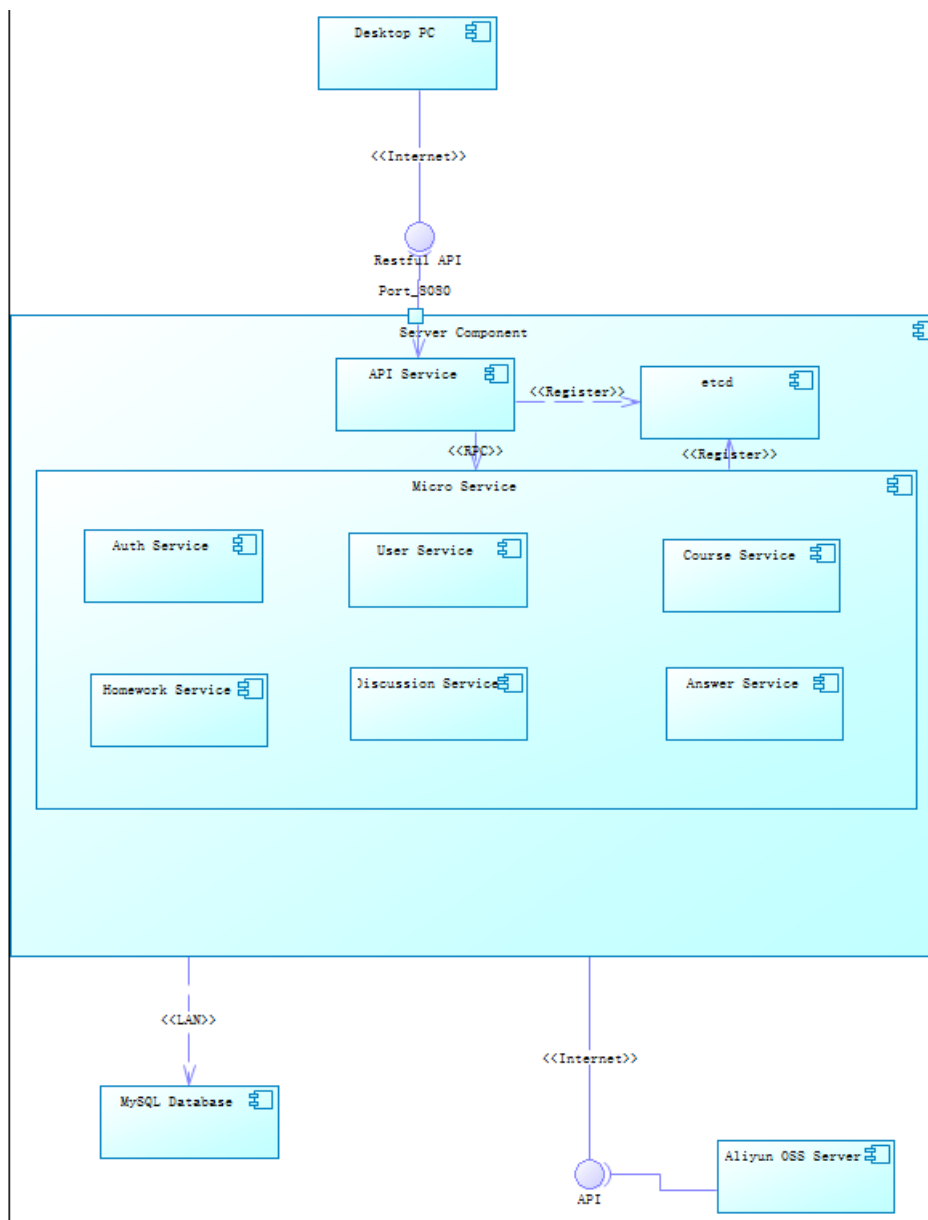 Desktop PC
<<Internet>>
Restful API
Port_8080
Server Component
API Service
<<Register>>
etcd
<<RPC>>
<<Register>>
Micro Service
Auth Service
User Service
Course Service
Homework Service
Discussion Service
Answer Service
<<LAN>>
<<Internet>>
MySQL Database
Aliyun OSS Server
API